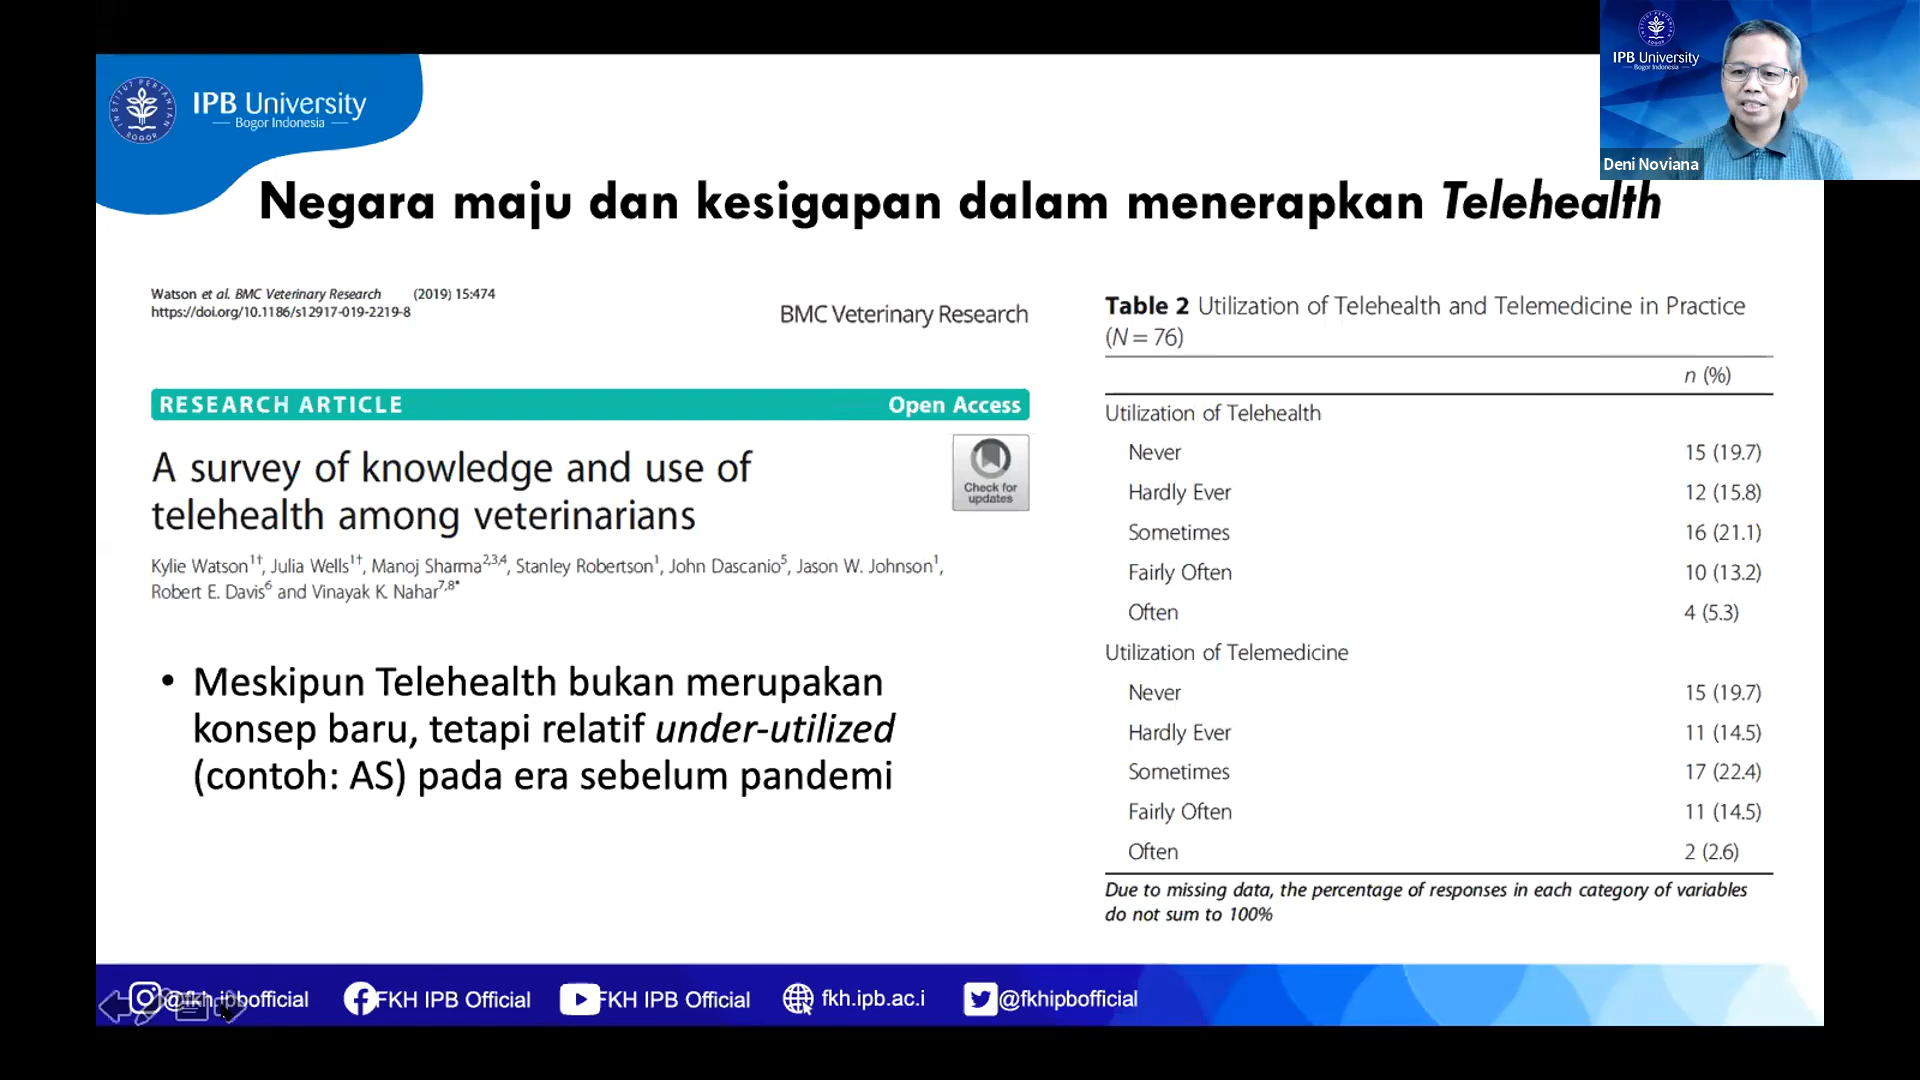 IPB University
Bogor Indonesia
INSTITUT PERTANIAN BOGOR
IPB University
Bogor Indonesia
Deni Noviana
Negara maju dan kesigapan dalam menerapkan Telehealth
Watson et al. BMC Veterinary Research (2019) 15:474
https://doi.org/10.1186/s12917-019-2219-8
BMC Veterinary Research
RESEARCH ARTICLE Open Access
A survey of knowledge and use of
telehealth among veterinarians
Check for
updates
Kylie Watson1†, Julia Wells1†, Manoj Sharma2,3,4, Stanley Robertson1, John Dascanio5, Jason W. Johnson1,
Robert E. Davis6 and Vinayak K. Nahar7,8*
• Meskipun Telehealth bukan merupakan
konsep baru, tetapi relatif under-utilized
(contoh: AS) pada era sebelum pandemi
Table 2 Utilization of Telehealth and Telemedicine in Practice
(N = 76)
n (%)
Utilization of Telehealth
Never 15 (19.7)
Hardly Ever 12 (15.8)
Sometimes 16 (21.1)
Fairly Often 10 (13.2)
Often 4 (5.3)
Utilization of Telemedicine
Never 15 (19.7)
Hardly Ever 11 (14.5)
Sometimes 17 (22.4)
Fairly Often 11 (14.5)
Often 2 (2.6)
Due to missing data, the percentage of responses in each category of variables
do not sum to 100%
@fkh.ipbofficial FKH IPB Official FKH IPB Official fkh.ipb.ac.i @fkhipbofficial